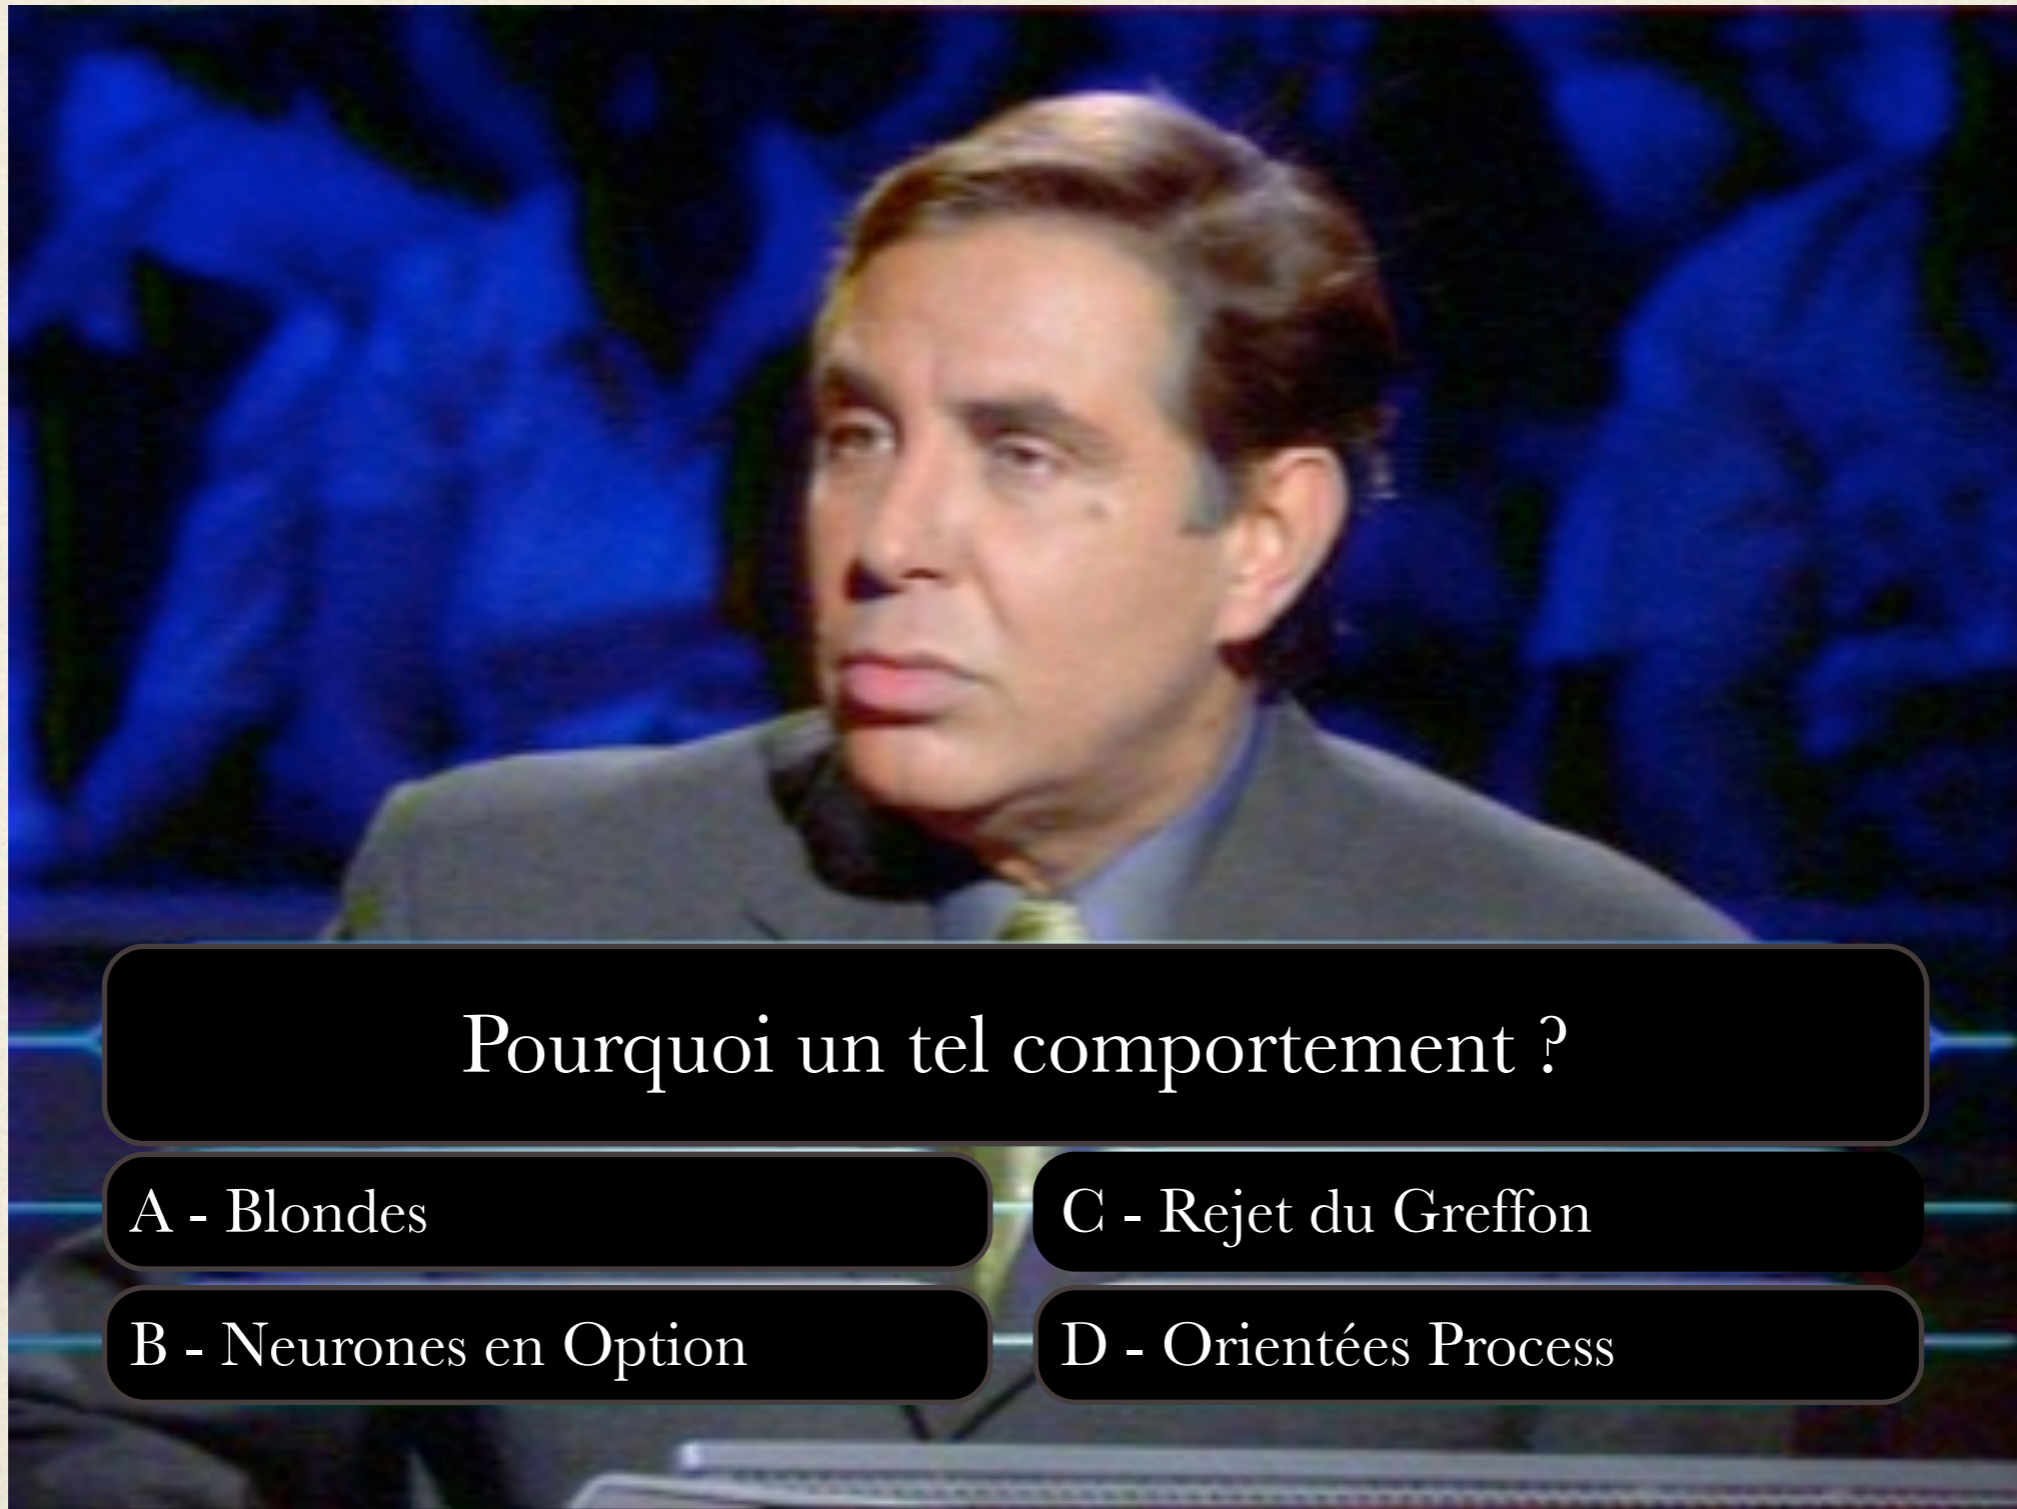 Pourquoi un tel comportement ?
A - Blondes
C - Rejet du Greffon
B - Neurones en Option
D - Orientées Process